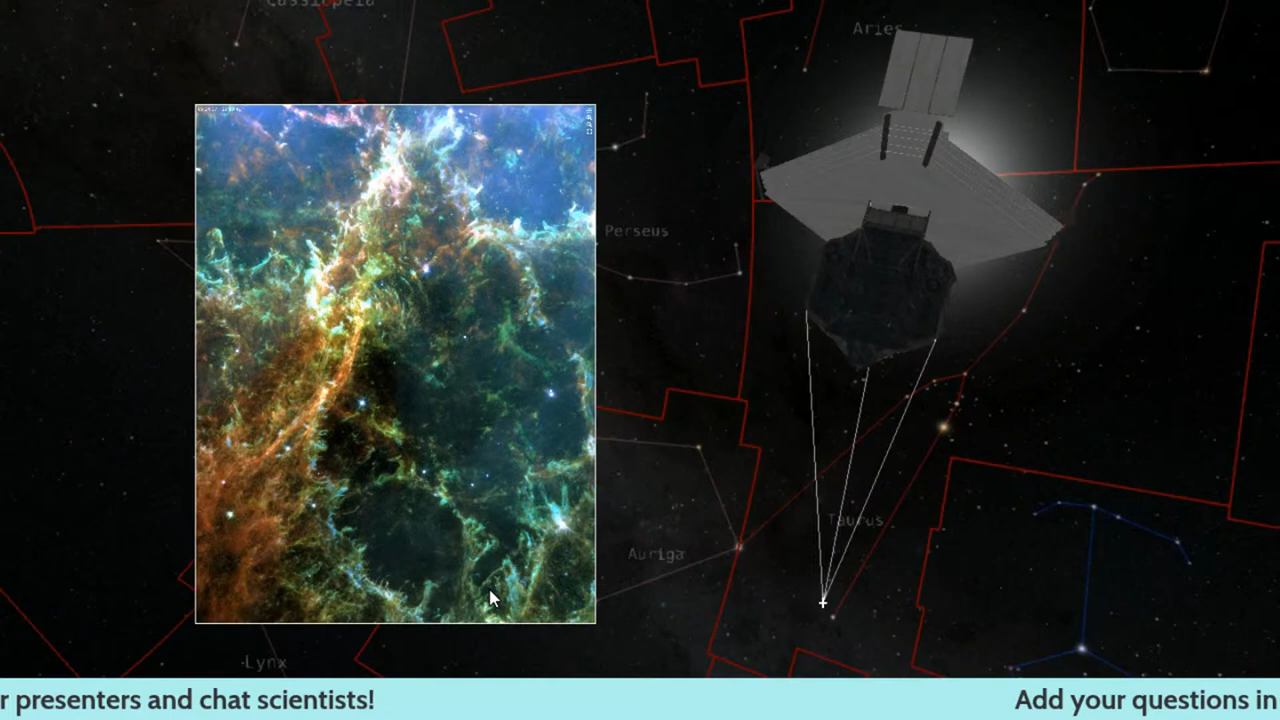 Cassiopeia
Aries
Perseus
Taurus
Auriga
Lynx
r presenters and chat scientists!
Add your questions in